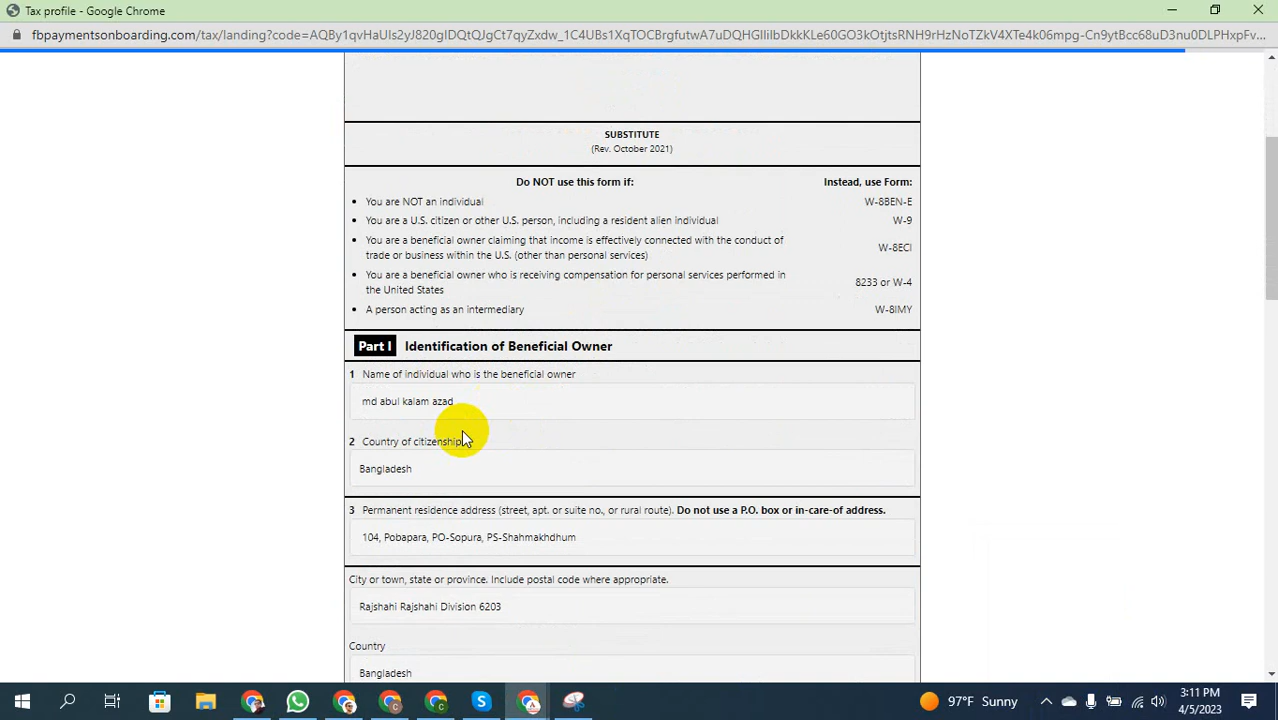 Tax profile - Google Chrome
SUBSTITUTE
(Rev. October 2021)
Do NOT use this form if: Instead, use Form:
• You are NOT an individual W-8BEN-E
• You are a U.S. citizen or other U.S. person, including a resident alien individual W-9
• You are a beneficial owner claiming that income is effectively connected with the conduct of
trade or business within the U.S. (other than personal services) W-8ECI
• You are a beneficial owner who is receiving compensation for personal services performed in
the United States 8233 or W-4
• A person acting as an intermediary W-8IMY
Part I Identification of Beneficial Owner
1 Name of individual who is the beneficial owner
md abul kalam azad
2 Country of citizenship
Bangladesh
3 Permanent residence address (street, apt. or suite no., or rural route). Do not use a P.O. box or in-care-of address.
104, Pobapara, PO-Sopura, PS-Shahmakhdhum
City or town, state or province. Include postal code where appropriate.
Rajshahi Rajshahi Division 6203
Country
Bangladesh
97°F Sunny
3:11 PM
4/5/2023